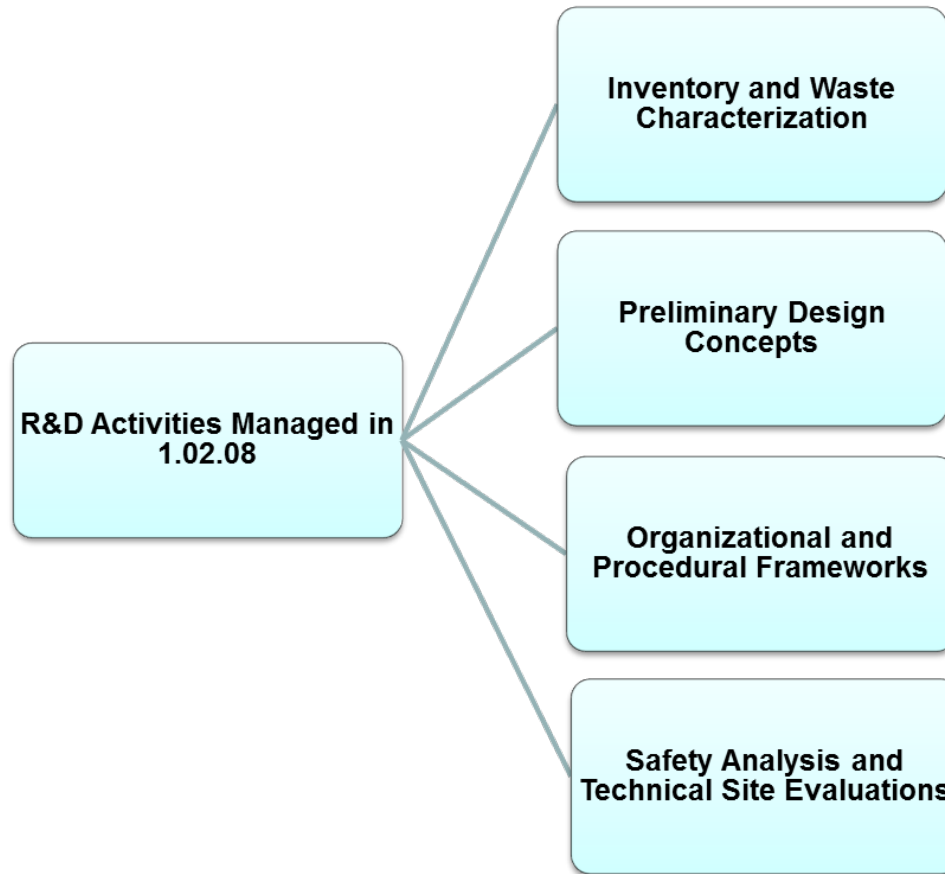 Inventory and Waste
Characterization
Preliminary Design
Concepts
R&D Activities Managed in
1.02.08
Organizational and
Procedural Frameworks
Safety Analysis and
Technical Site Evaluations